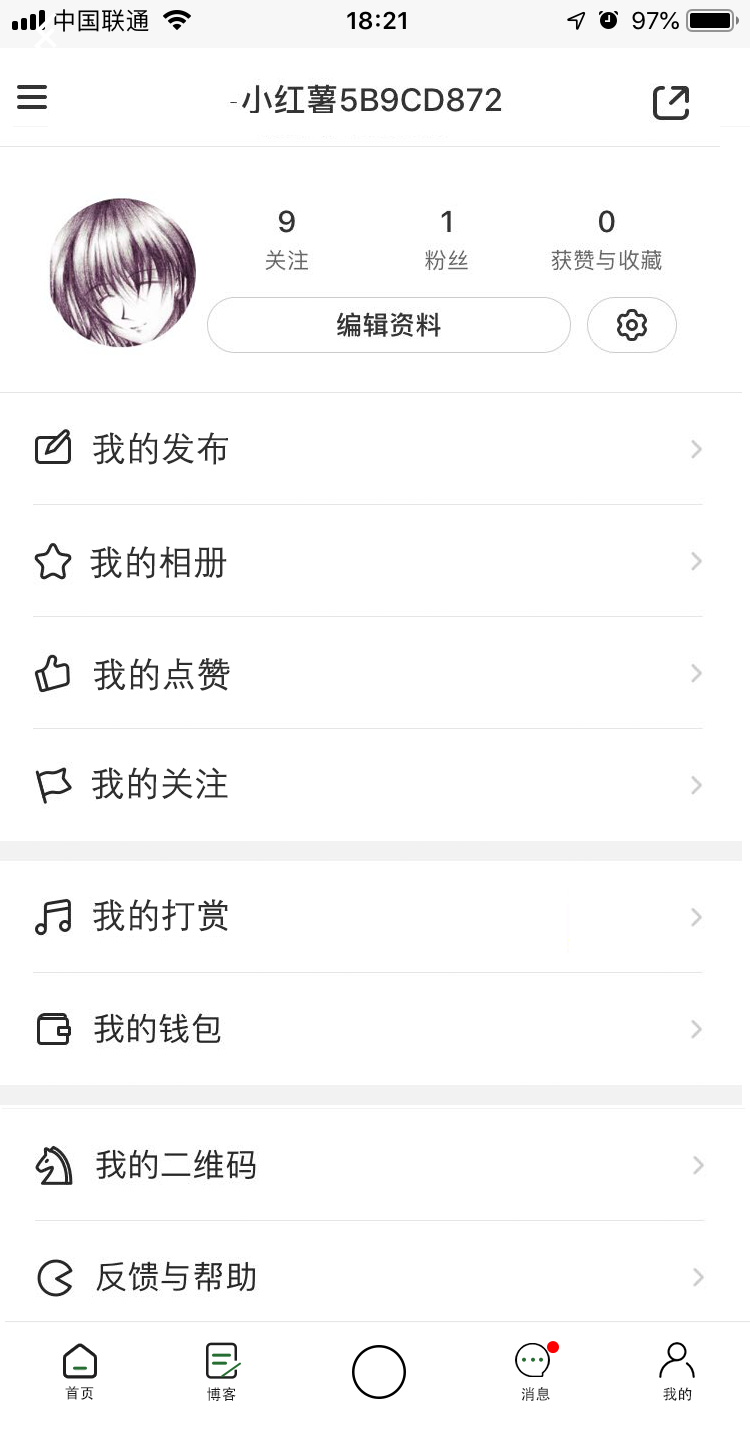 中国联通 18:21 97%
-小红薯5B9CD872
9 1 0
关注 粉丝 获赞与收藏
编辑资料
我的发布
我的相册
我的点赞
我的关注
我的打赏
我的钱包
我的二维码
反馈与帮助
首页 博客 消息 我的